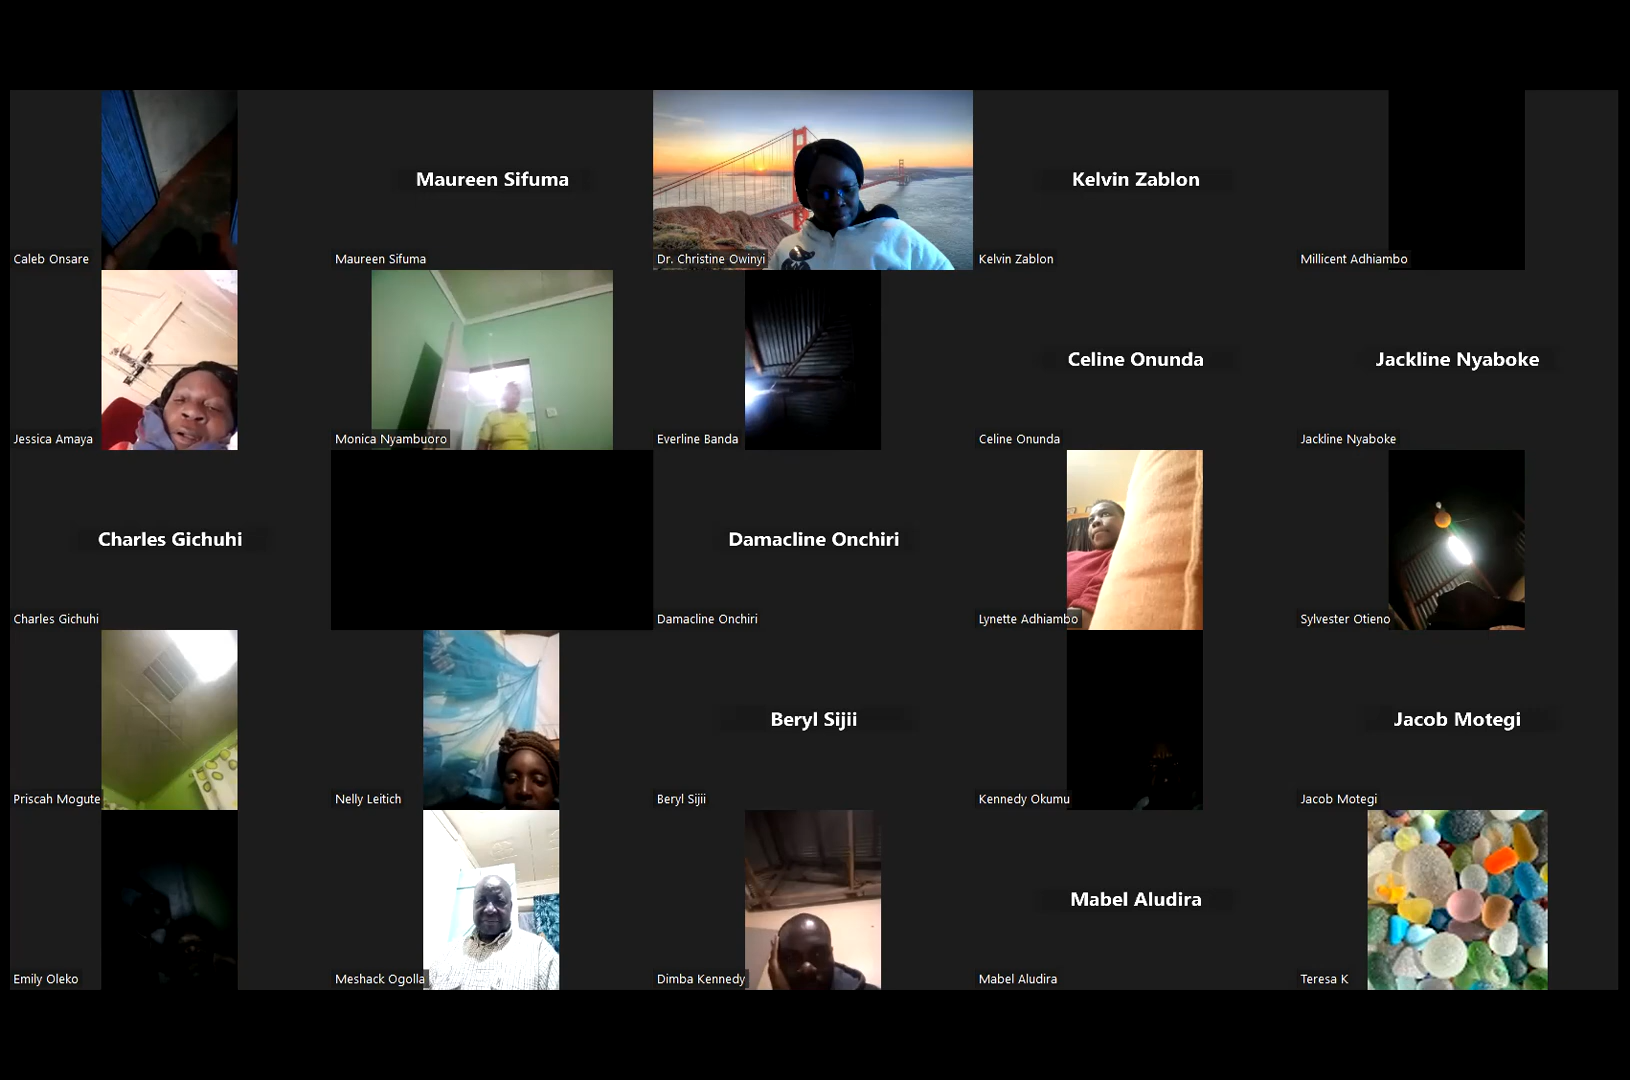 Maureen Sifuma
Kelvin Zablon
Caleb Onsare
Maureen Sifuma
Dr. Christine Owinyi
Kelvin Zablon
Millicent Adhiambo
Celine Onunda
Jackline Nyaboke
Jessica Amaya
Monica Nyambuoro
Everline Banda
Celine Onunda
Jackline Nyaboke
Charles Gichuhi
Damacline Onchiri
Charles Gichuhi
Damacline Onchiri
Lynette Adhiambo
Sylvester Otieno
Beryl Sijii
Jacob Motegi
Priscah Mogute
Nelly Leitich
Beryl Sijii
Kennedy Okumu
Jacob Motegi
Mabel Aludira
Emily Oleko
Meshack Ogolla
Dimba Kennedy
Mabel Aludira
Teresa K